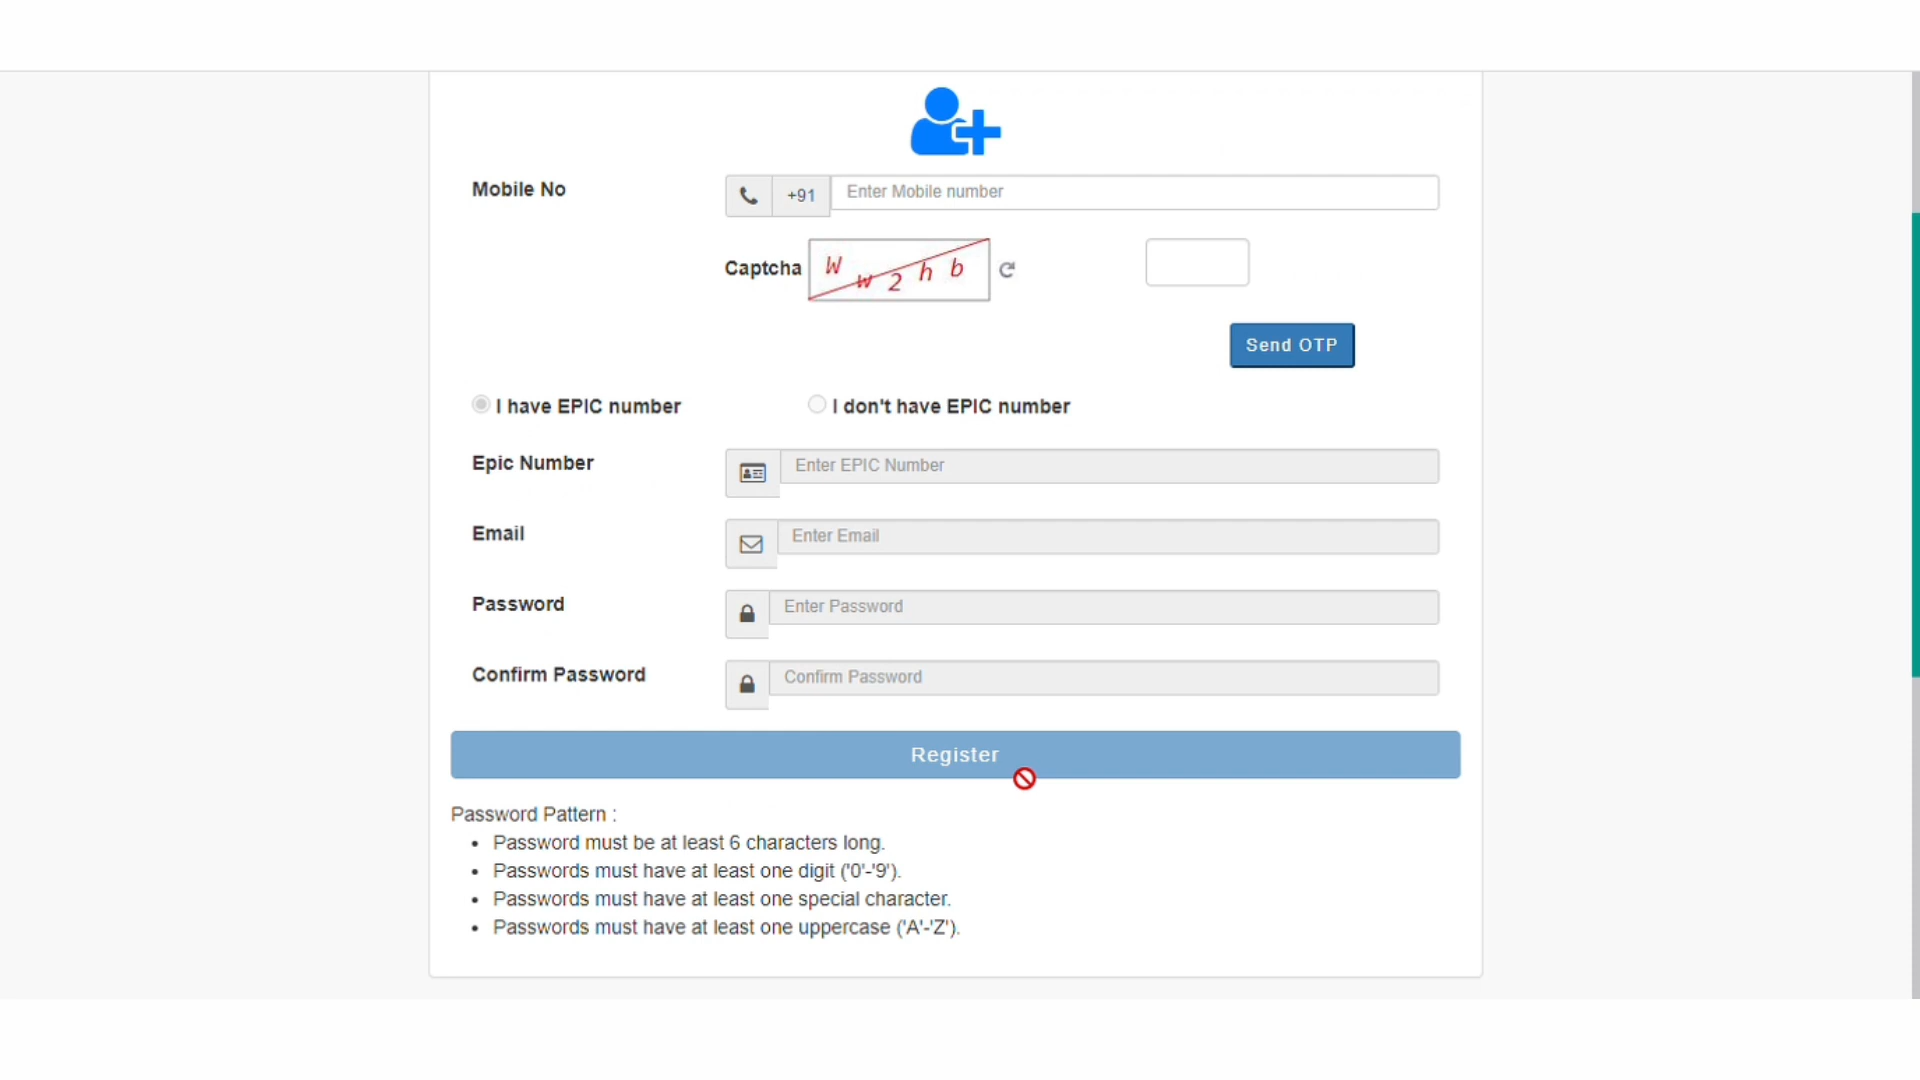 Mobile No
+91
Enter Mobile number
Captcha
W w 2 h b
Send OTP
I have EPIC number
I don't have EPIC number
Epic Number
Enter EPIC Number
Email
Enter Email
Password
Enter Password
Confirm Password
Confirm Password
Register
Password Pattern :
• Password must be at least 6 characters long.
• Passwords must have at least one digit ('0'-'9').
• Passwords must have at least one special character.
• Passwords must have at least one uppercase ('A'-'Z').